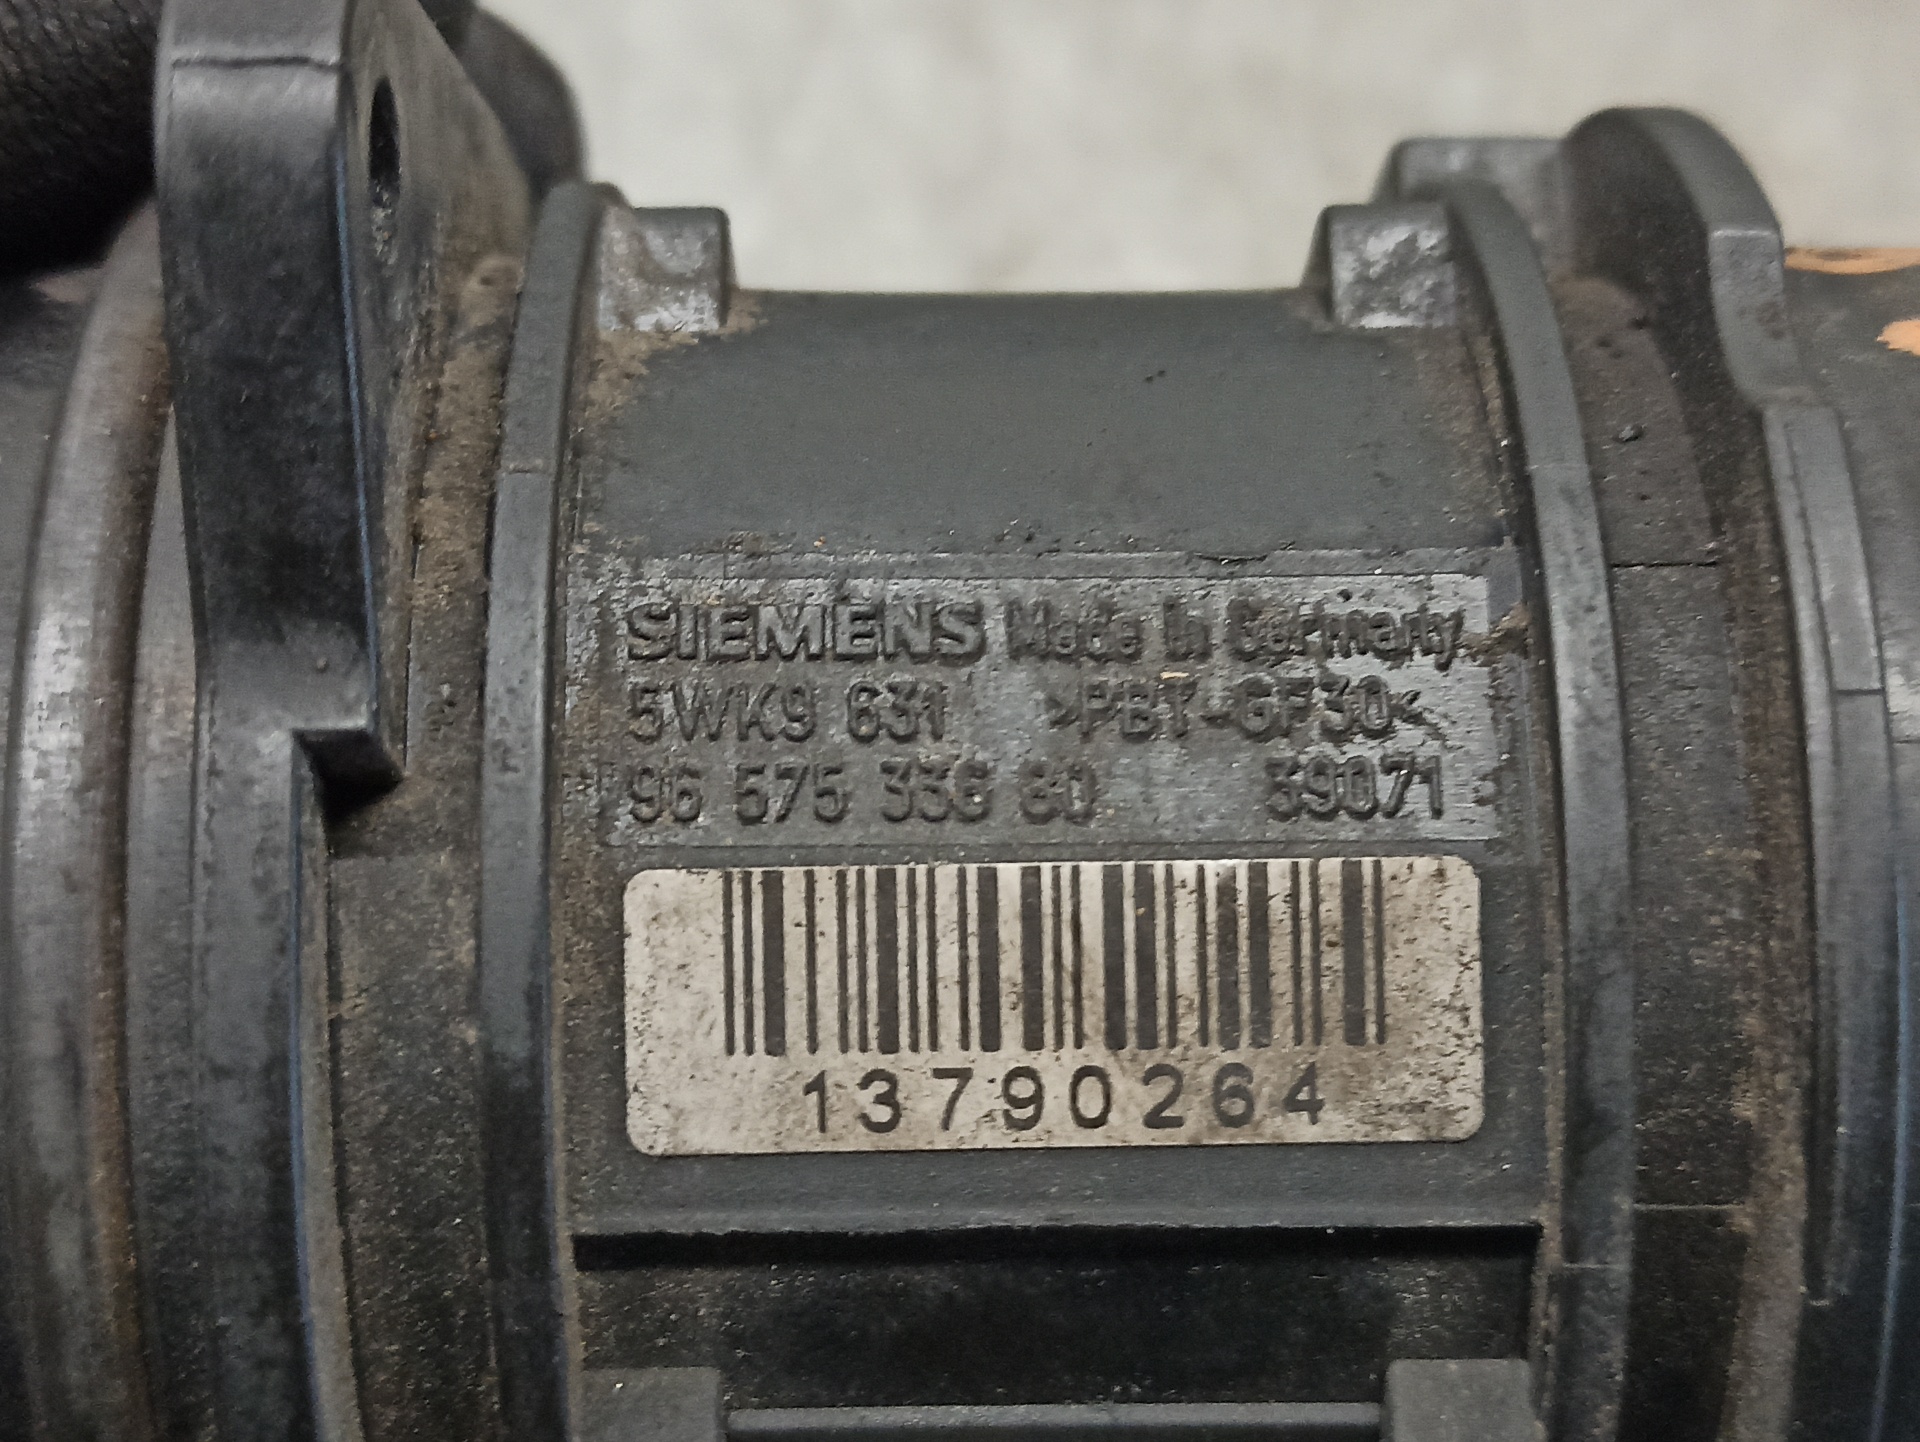 SIEMENS Made in Germany
5WK9 631 >PBT-GF30<
96 575 336 80 39071
13790264